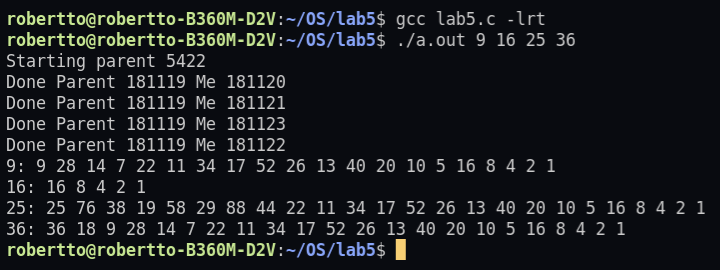 robertto@robertto-B360M-D2V:~/OS/lab5$ gcc lab5.c -lrt
robertto@robertto-B360M-D2V:~/OS/lab5$ ./a.out 9 16 25 36
Starting parent 5422
Done Parent 181119 Me 181120
Done Parent 181119 Me 181121
Done Parent 181119 Me 181123
Done Parent 181119 Me 181122
9: 9 28 14 7 22 11 34 17 52 26 13 40 20 10 5 16 8 4 2 1
16: 16 8 4 2 1
25: 25 76 38 19 58 29 88 44 22 11 34 17 52 26 13 40 20 10 5 16 8 4 2 1
36: 36 18 9 28 14 7 22 11 34 17 52 26 13 40 20 10 5 16 8 4 2 1
robertto@robertto-B360M-D2V:~/OS/lab5$